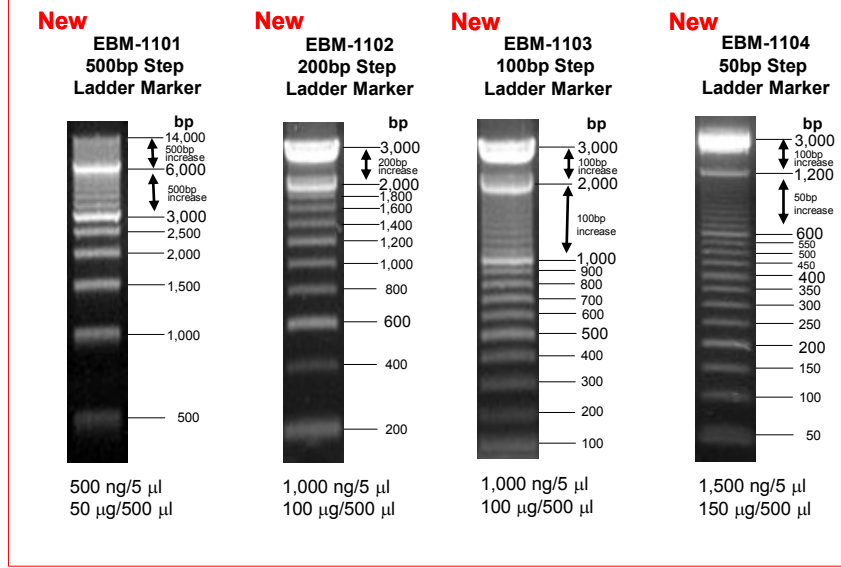 New
EBM-1101
500bp Step
Ladder Marker
bp
14,000
500bp
increase
6,000
500bp
increase
3,000
2,500
2,000
1,500
1,000
500
500 ng/5 μl
50 μg/500 μl
New
EBM-1102
200bp Step
Ladder Marker
bp
3,000
200bp
increase
2,000
1,800
1,600
1,400
1,200
1,000
800
600
400
200
1,000 ng/5 μl
100 μg/500 μl
New
EBM-1103
100bp Step
Ladder Marker
bp
3,000
100bp
increase
2,000
100bp
increase
1,000
900
800
700
600
500
400
300
200
100
1,000 ng/5 μl
100 μg/500 μl
New
EBM-1104
50bp Step
Ladder Marker
bp
3,000
100bp
increase
1,200
50bp
increase
600
550
500
450
400
350
300
250
200
150
100
50
1,500 ng/5 μl
150 μg/500 μl